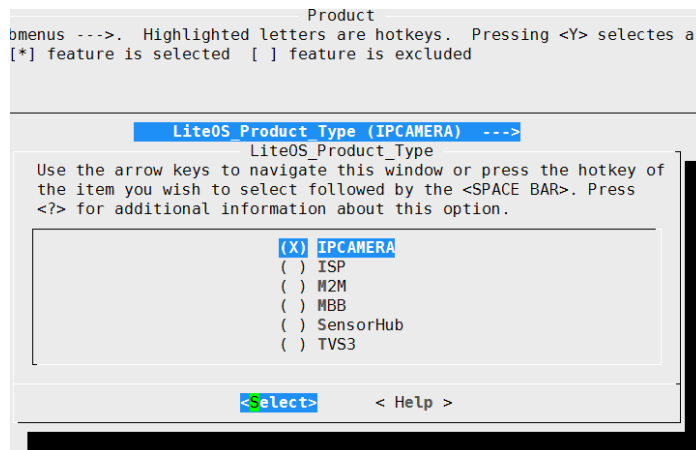 Product
bmenus --->.  Highlighted letters are hotkeys.  Pressing <Y> selectes a
[*] feature is selected  [ ] feature is excluded
LiteOS_Product_Type (IPCAMERA)  --->
LiteOS_Product_Type
Use the arrow keys to navigate this window or press the hotkey of
the item you wish to select followed by the <SPACE BAR>. Press
<?> for additional information about this option.
(X) IPCAMERA
( ) ISP
( ) M2M
( ) MBB
( ) SensorHub
( ) TVS3
<Select>      < Help >